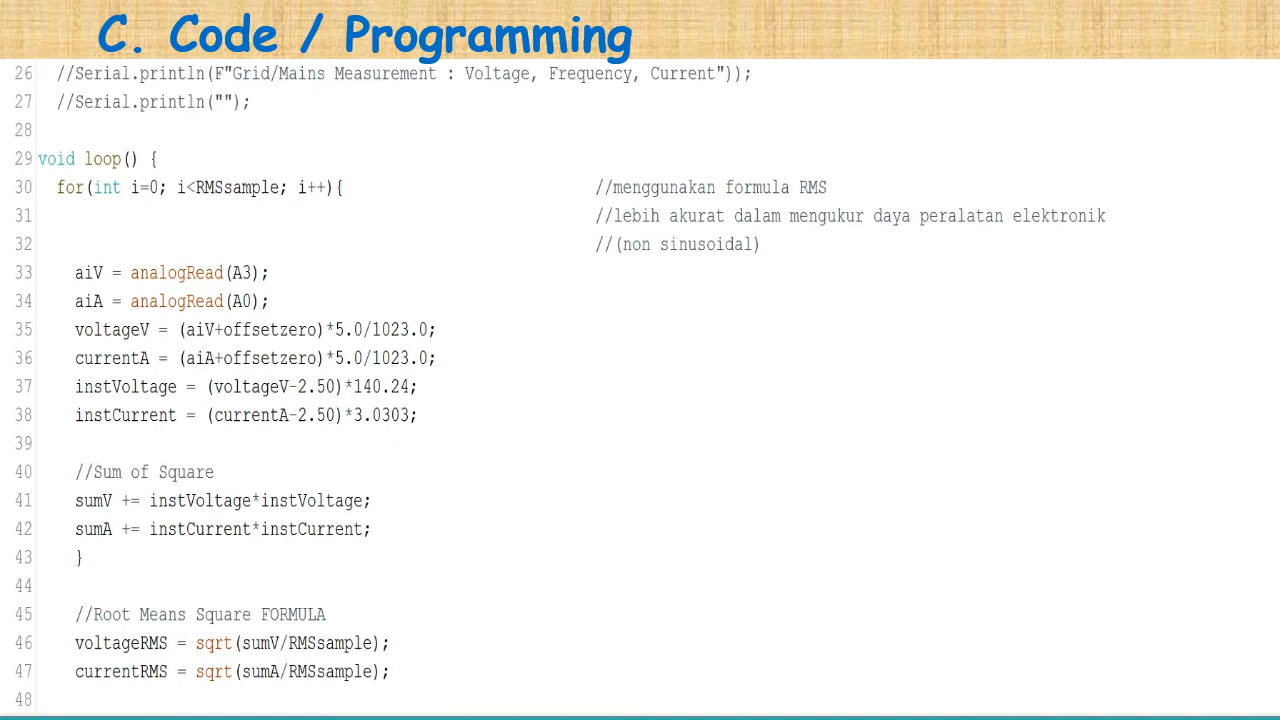 C. Code / Programming
26 //Serial.println(F"Grid/Mains Measurement : Voltage, Frequency, Current"));
27 //Serial.println("");
28
29 void loop() {
30 for(int i=0; i<RMSsample; i++){ //menggunakan formula RMS
31 //lebih akurat dalam mengukur daya peralatan elektronik
32 //(non sinusoidal)
33 aiV = analogRead(A3);
34 aiA = analogRead(A0);
35 voltageV = (aiV+offsetzero)*5.0/1023.0;
36 currentA = (aiA+offsetzero)*5.0/1023.0;
37 instVoltage = (voltageV-2.50)*140.24;
38 instCurrent = (currentA-2.50)*3.0303;
39
40 //Sum of Square
41 sumV += instVoltage*instVoltage;
42 sumA += instCurrent*instCurrent;
43 }
44
45 //Root Means Square FORMULA
46 voltageRMS = sqrt(sumV/RMSsample);
47 currentRMS = sqrt(sumA/RMSsample);
48